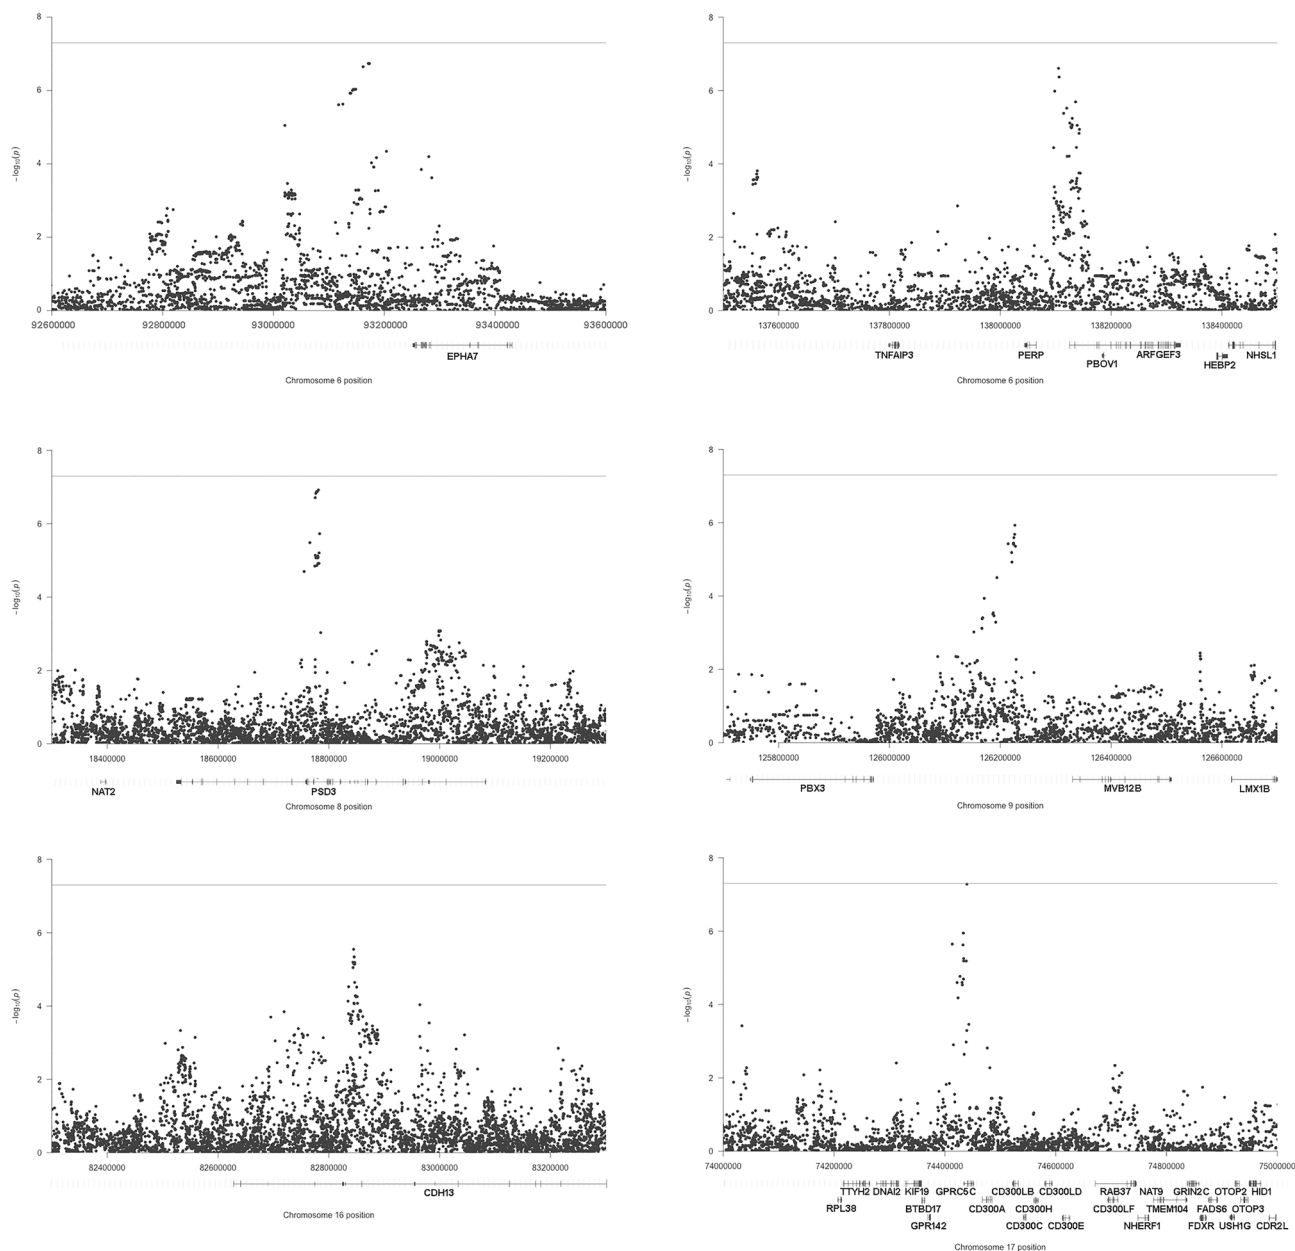 8
6
4
2
0
− log10(p)
92600000 92800000 93000000 93200000 93400000 93600000
EPHA7
Chromosome 6 position
8
6
4
2
0
− log10(p)
137600000 137800000 138000000 138200000 138400000
TNFAIP3 PERP ARFGEF3 NHSL1
PBOV1 HEBP2
Chromosome 6 position
8
6
4
2
0
− log10(p)
18400000 18600000 18800000 19000000 19200000
NAT2 PSD3
Chromosome 8 position
8
6
4
2
0
− log10(p)
125800000 126000000 126200000 126400000 126600000
PBX3 MVB12B LMX1B
Chromosome 9 position
8
6
4
2
0
− log10(p)
82400000 82600000 82800000 83000000 83200000
CDH13
Chromosome 16 position
8
6
4
2
0
− log10(p)
74000000 74200000 74400000 74600000 74800000 75000000
TTYH2 DNAI2 KIF19 GPRC5C CD300LB CD300LD RAB37 NAT9 GRIN2C OTOP2 HID1
RPL38 BTBD17 CD300A CD300H CD300LF TMEM104 FADS6 OTOP3
GPR142 CD300C CD300E NHERF1 FDXR USH1G CDR2L
Chromosome 17 position